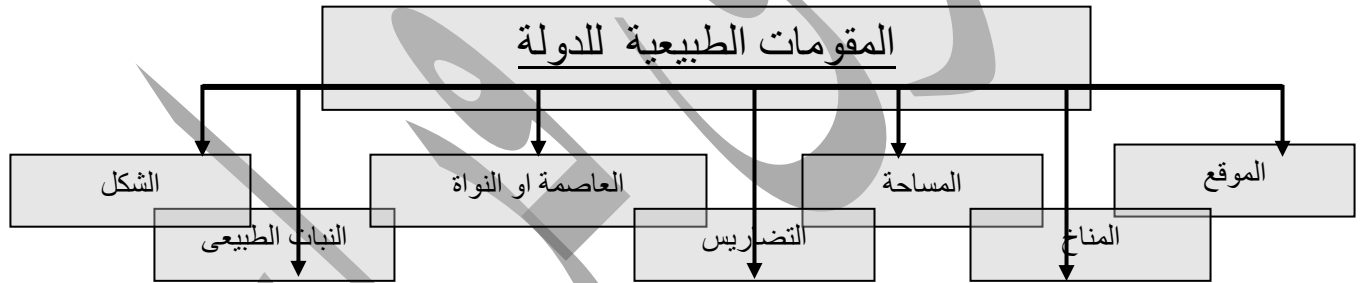 المقومات الطبيعية للدولة
الموقع
المساحة
العاصمة او النواة
الشكل
المناخ
التضاريس
النبات الطبيعى